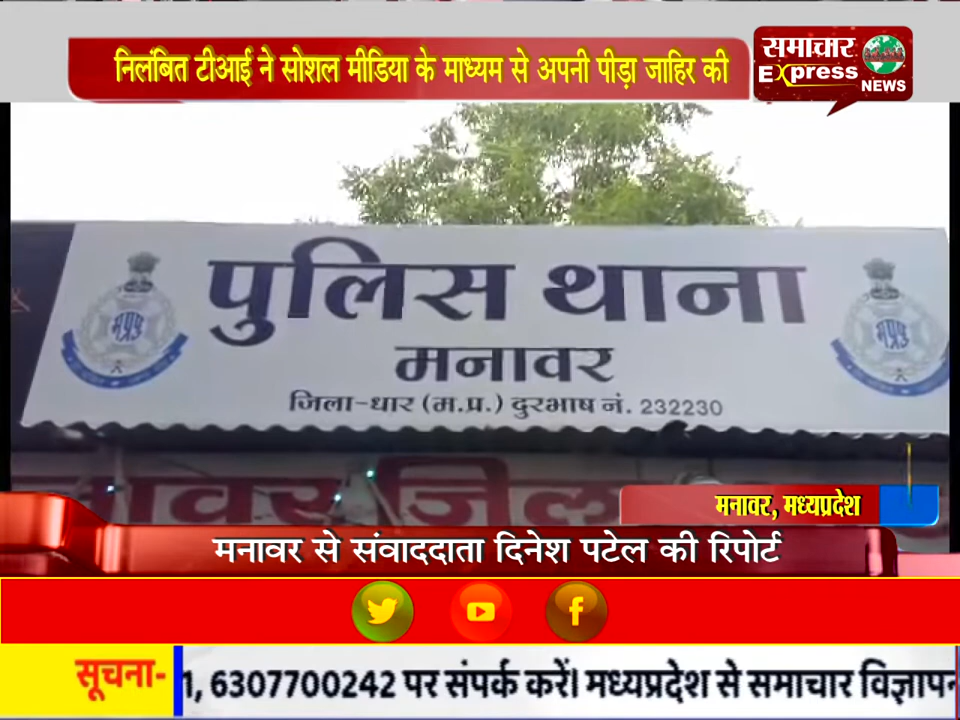 निलंबित टीआई ने सोशल मीडिया के माध्यम से अपनी पीड़ा जाहिर की
समाचार
Express
NEWS
पुलिस थाना
मनावर
जिला-धार (म.प्र.) दुरभाष नं. 232230
म.प्र.पु.
म.प्र.पु.
मनावर, मध्यप्रदेश
मनावर से संवाददाता दिनेश पटेल की रिपोर्ट
सूचना- 1, 6307700242 पर संपर्क करें। मध्यप्रदेश से समाचार विज्ञापन